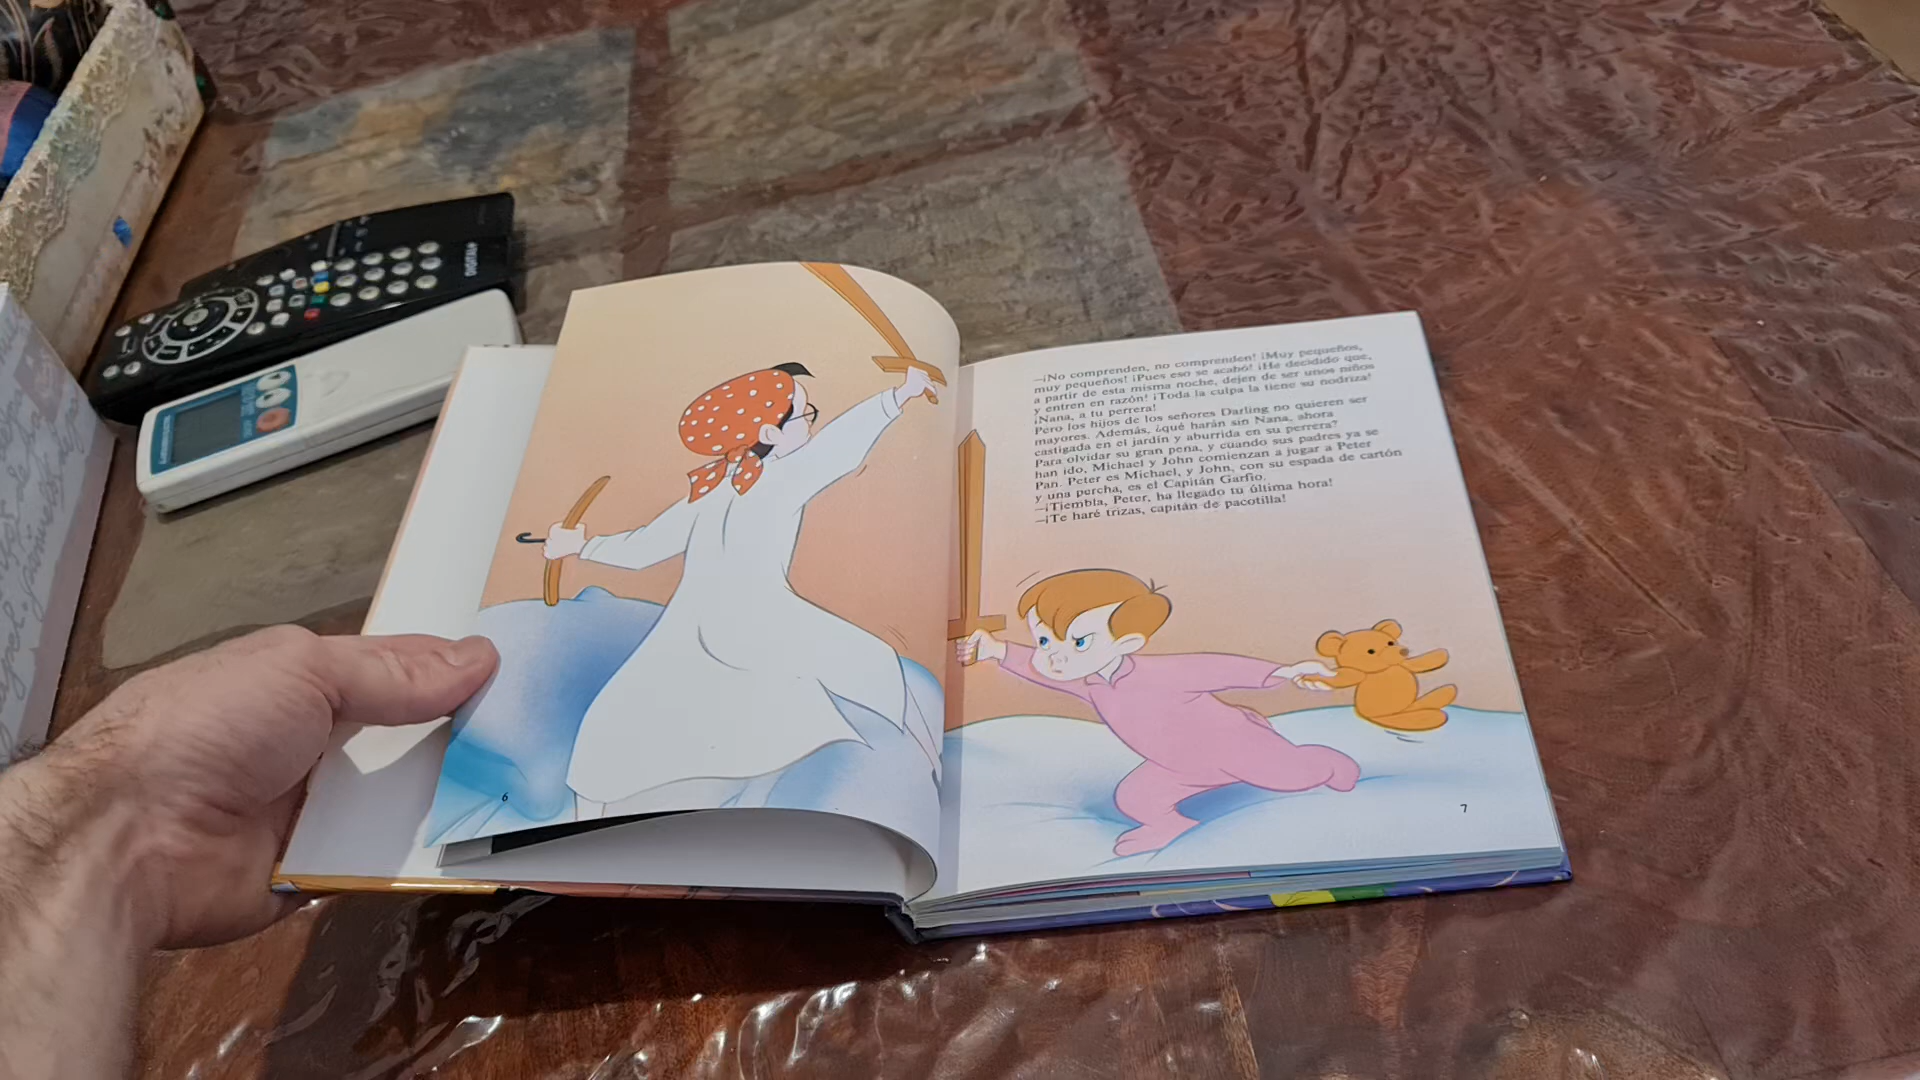 —¡No comprenden, no comprenden! ¡Muy pequeños,
muy pequeños! ¡Pues eso se acabó! ¡He decidido que,
a partir de esta misma noche, dejen de ser unos niños
y entren en razón! ¡Toda la culpa la tiene su nodriza!
¡Nana, a tu perrera!
Pero los hijos de los señores Darling no quieren ser
mayores. Además, ¿qué harán sin Nana, ahora
castigada en el jardín y aburrida en su perrera?
Para olvidar su gran pena, y cuando sus padres ya se
han ido, Michael y John comienzan a jugar a Peter
Pan. Peter es Michael, y John, con su espada de cartón
y una percha, es el Capitán Garfio.
—¡Tiembla, Peter, ha llegado tu última hora!
—¡Te haré trizas, capitán de pacotilla!
6
7